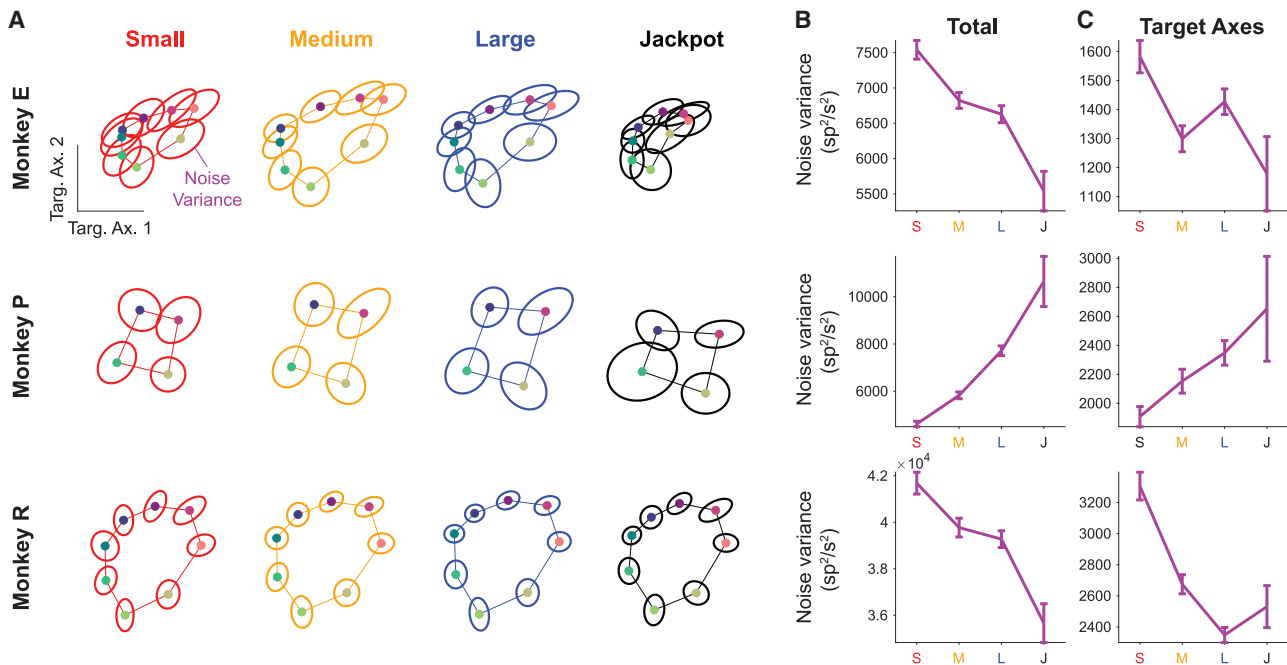 A
Small
Medium
Large
Jackpot
B
Total
C
Target Axes
Monkey E
Targ. Ax. 2
Targ. Ax. 1
Noise
Variance
Noise variance
(sp²/s²)
7500
7000
6500
6000
5500
S M L J
1600
1500
1400
1300
1200
1100
S M L J
Monkey P
Noise variance
(sp²/s²)
10000
8000
6000
S M L J
3000
2800
2600
2400
2200
2000
S M L J
Monkey R
Noise variance
(sp²/s²)
×10⁴
4.2
4
3.8
3.6
S M L J
3200
3000
2800
2600
2400
S M L J